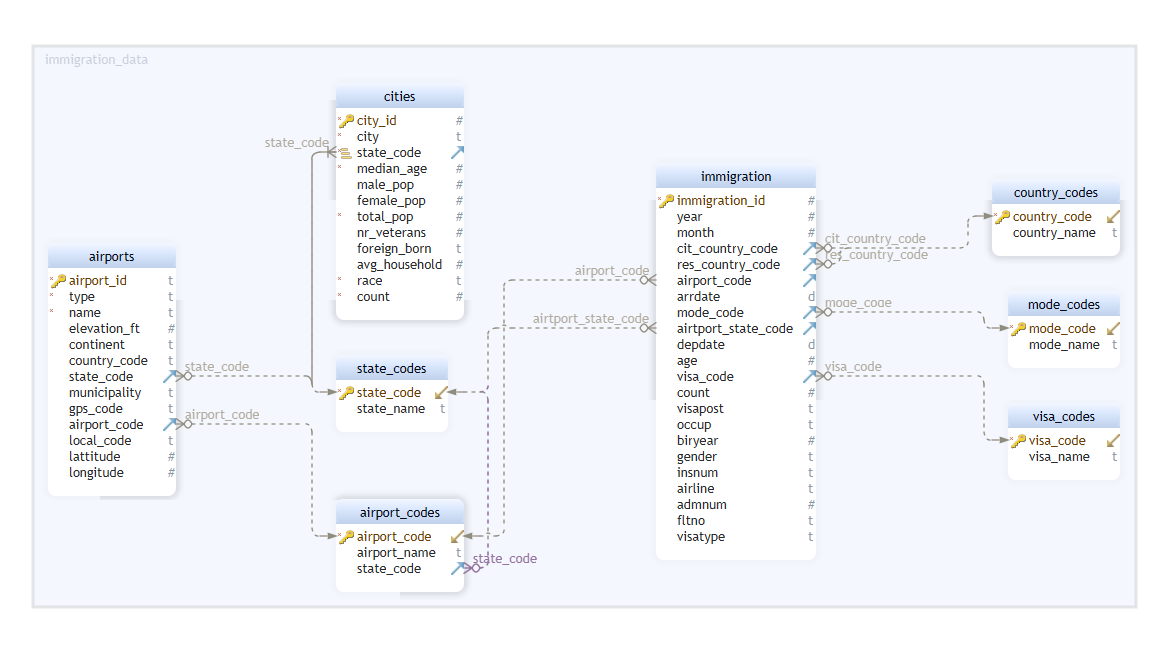 immigration_data
cities
city_id #
city t
state_code
median_age #
male_pop #
female_pop #
total_pop #
nr_veterans #
foreign_born t
avg_household #
race t
count #
state_code
airports
airport_id t
type t
name t
elevation_ft #
continent t
country_code t
state_code
municipality t
gps_code t
airport_code
local_code t
lattitude #
longitude #
state_code
airport_code
state_codes
state_code
state_name t
airport_codes
airport_code
airport_name t
state_code
state_code
airport_code
airtport_state_code
immigration
immigration_id #
year #
month #
cit_country_code
res_country_code
airport_code
arrdate d
mode_code
airtport_state_code
depdate d
age #
visa_code
count #
visapost t
occup t
biryear #
gender t
insnum t
airline t
admnum #
fltno t
visatype t
cit_country_code
res_country_code
mode_code
visa_code
country_codes
country_code
country_name t
mode_codes
mode_code
mode_name t
visa_codes
visa_code
visa_name t